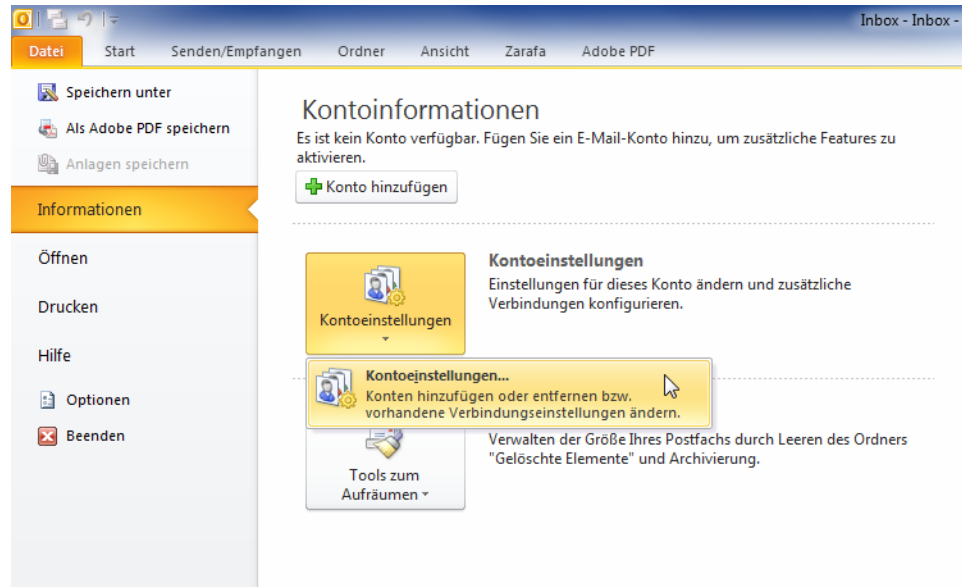 Inbox - Inbox -
Datei Start Senden/Empfangen Ordner Ansicht Zarafa Adobe PDF
Speichern unter
Als Adobe PDF speichern
Anlagen speichern
Informationen
Öffnen
Drucken
Hilfe
Optionen
Beenden
Kontoinformationen
Es ist kein Konto verfügbar. Fügen Sie ein E-Mail-Konto hinzu, um zusätzliche Features zu
aktivieren.
Konto hinzufügen
Kontoeinstellungen
Kontoeinstellungen
Einstellungen für dieses Konto ändern und zusätzliche
Verbindungen konfigurieren.
Kontoeinstellungen...
Konten hinzufügen oder entfernen bzw.
vorhandene Verbindungseinstellungen ändern.
Tools zum
Aufräumen
Verwalten der Größe Ihres Postfachs durch Leeren des Ordners
"Gelöschte Elemente" und Archivierung.